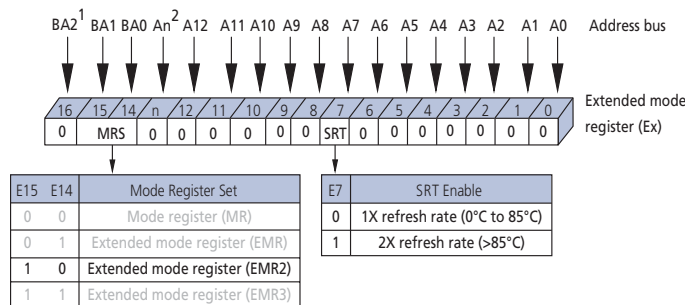 BA2¹ BA1 BA0 An² A12 A11 A10 A9 A8 A7 A6 A5 A4 A3 A2 A1 A0 Address bus
16 15 14 n 12 11 10 9 8 7 6 5 4 3 2 1 0 Extended mode
0 MRS 0 0 0 0 0 0 SRT 0 0 0 0 0 0 0 register (Ex)
E15 E14 Mode Register Set
0 0 Mode register (MR)
0 1 Extended mode register (EMR)
1 0 Extended mode register (EMR2)
1 1 Extended mode register (EMR3)
E7 SRT Enable
0 1X refresh rate (0°C to 85°C)
1 2X refresh rate (>85°C)